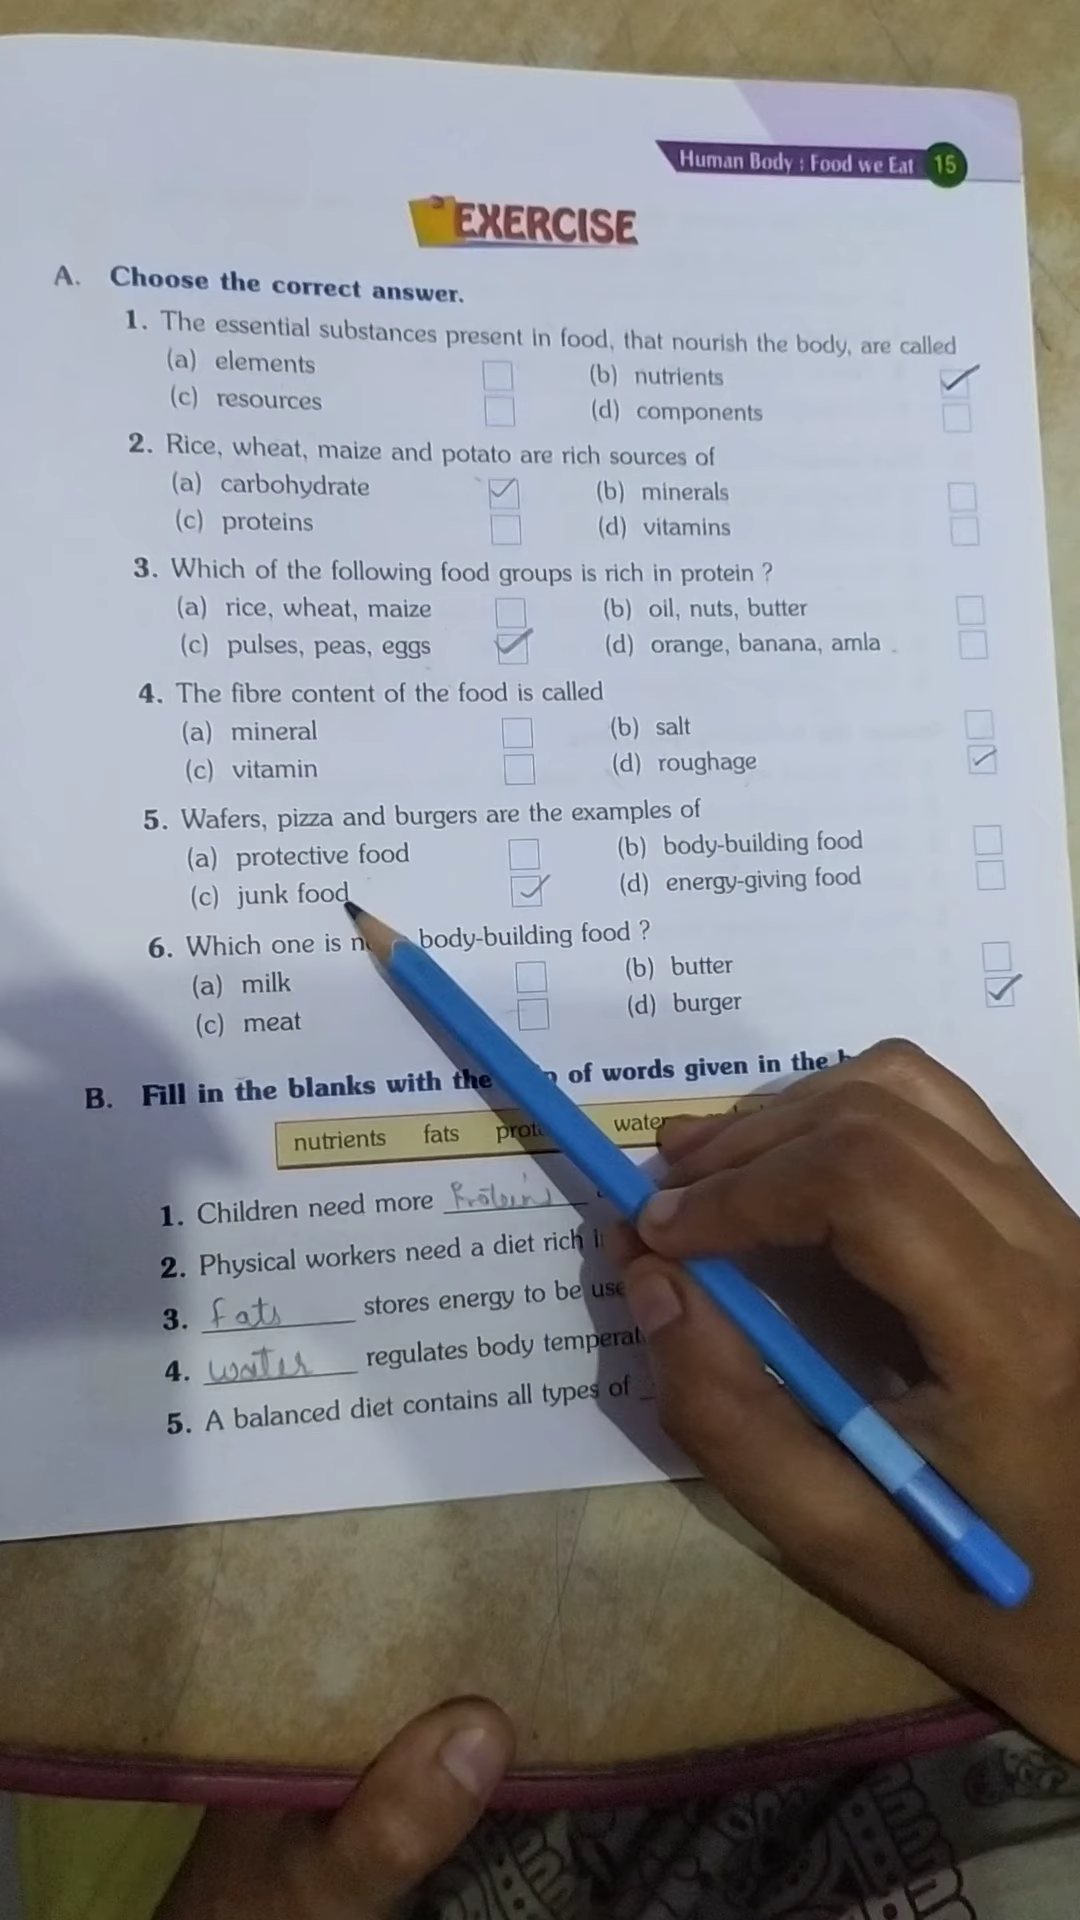 Human Body : Food we Eat 15
EXERCISE
A. Choose the correct answer.
1. The essential substances present in food, that nourish the body, are called
(a) elements (b) nutrients
(c) resources (d) components
2. Rice, wheat, maize and potato are rich sources of
(a) carbohydrate (b) minerals
(c) proteins (d) vitamins
3. Which of the following food groups is rich in protein ?
(a) rice, wheat, maize (b) oil, nuts, butter
(c) pulses, peas, eggs (d) orange, banana, amla
4. The fibre content of the food is called
(a) mineral (b) salt
(c) vitamin (d) roughage
5. Wafers, pizza and burgers are the examples of
(a) protective food (b) body-building food
(c) junk food (d) energy-giving food
6. Which one is body-building food ?
(a) milk (b) butter
(c) meat (d) burger
B. Fill in the blanks with the of words given in the
nutrients fats water
1. Children need more Proteins
2. Physical workers need a diet rich
3. Fats stores energy to be
4. water regulates body
5. A balanced diet contains all types of